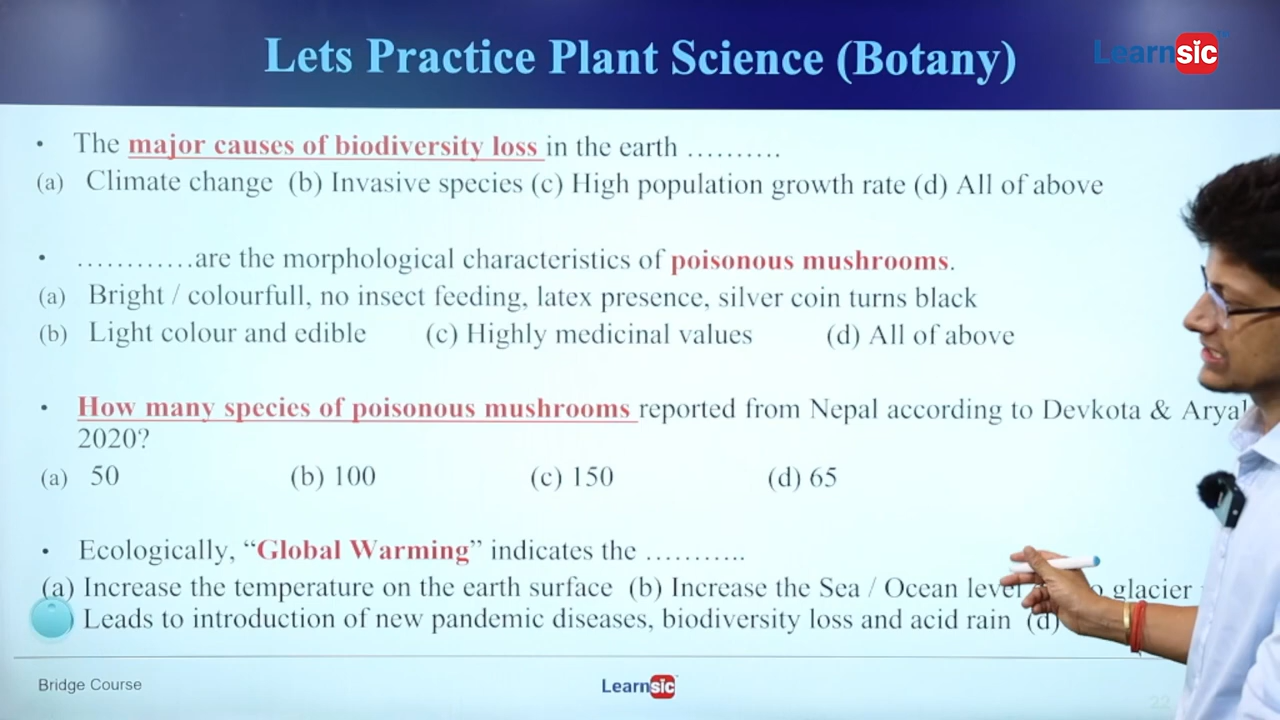 Lets Practice Plant Science (Botany)
Learnsic
• The major causes of biodiversity loss in the earth ……….
(a) Climate change (b) Invasive species (c) High population growth rate (d) All of above
• …………are the morphological characteristics of poisonous mushrooms.
(a) Bright / colourfull, no insect feeding, latex presence, silver coin turns black
(b) Light colour and edible (c) Highly medicinal values (d) All of above
• How many species of poisonous mushrooms reported from Nepal according to Devkota &
2020?
(a) 50 (b) 100 (c) 150 (d) 65
• Ecologically, “Global Warming” indicates the ………..
(a) Increase the temperature on the earth surface (b) Increase the Sea / Ocean level glacier
Leads to introduction of new pandemic diseases, biodiversity loss and acid rain (d)
Bridge Course
Learnsic
22